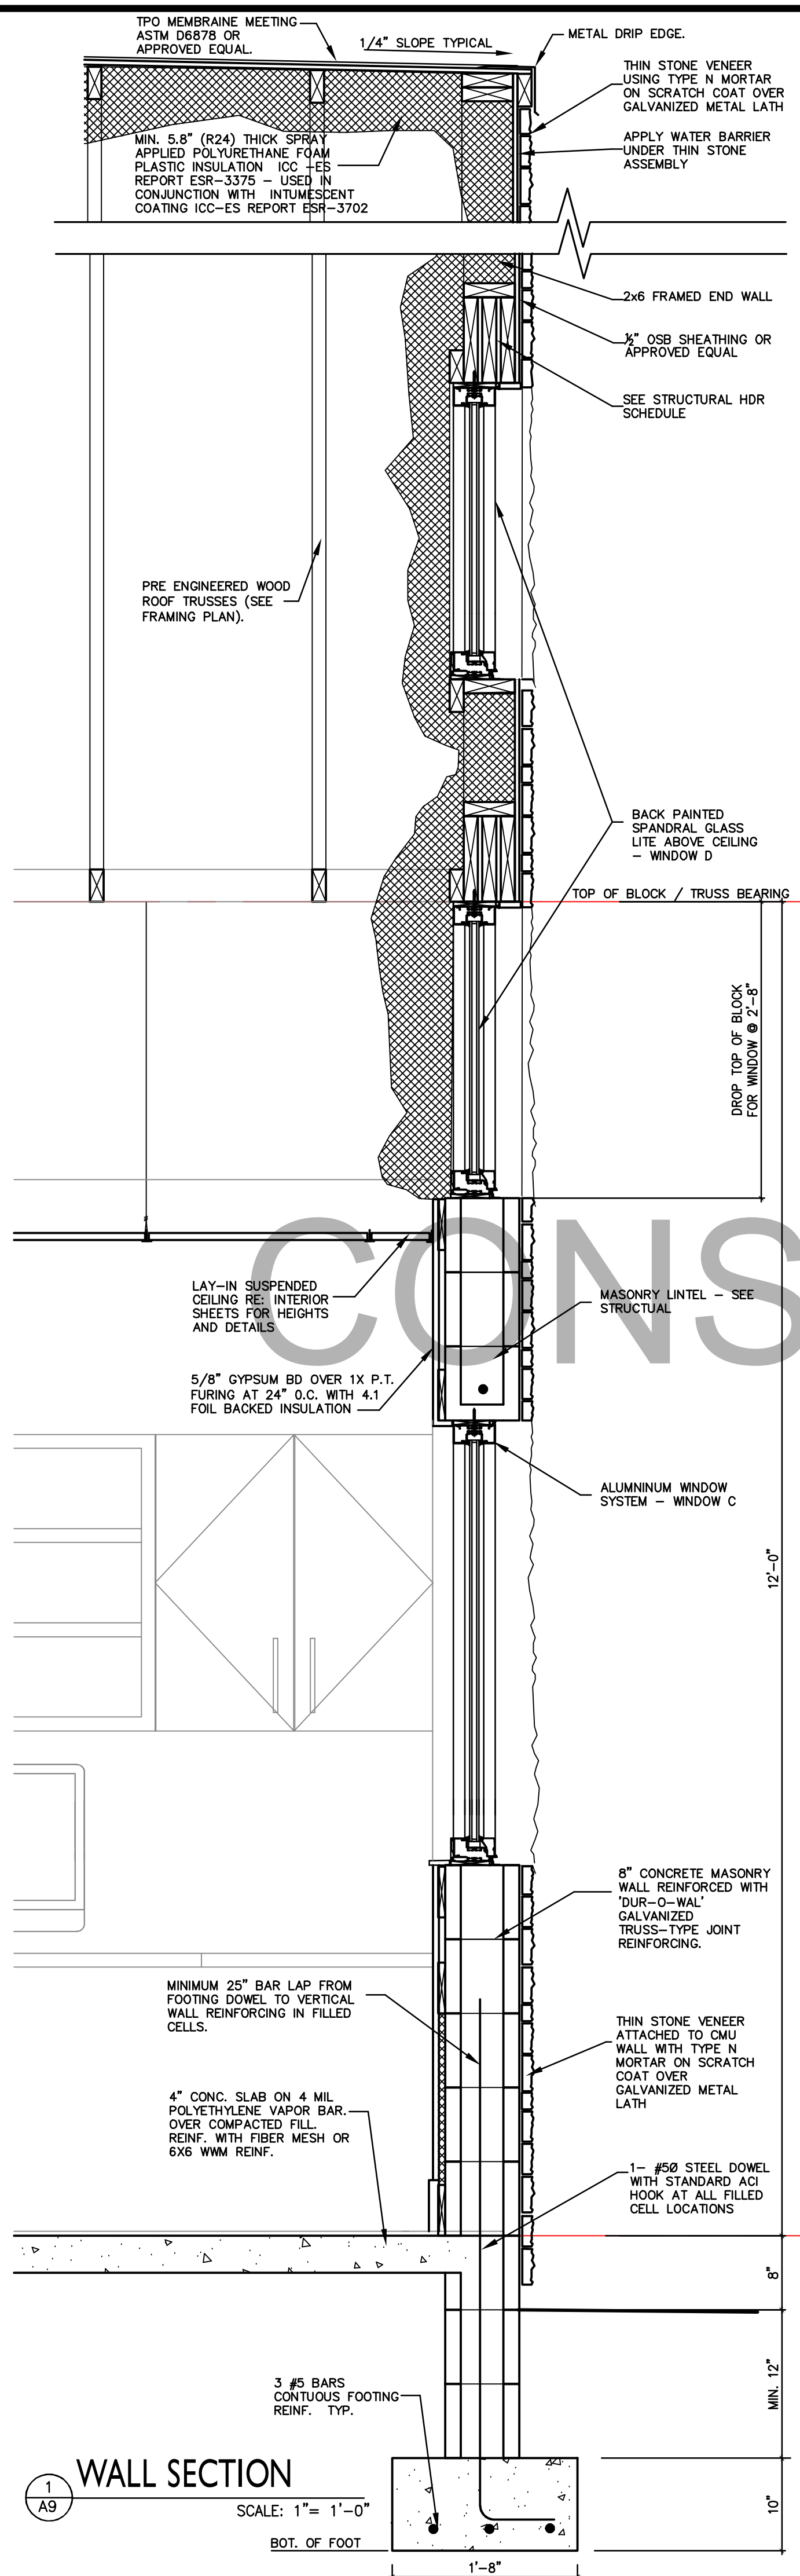 TPO MEMBRAINE MEETING
ASTM D6878 OR
APPROVED EQUAL.
1/4" SLOPE TYPICAL
METAL DRIP EDGE.
THIN STONE VENEER
USING TYPE N MORTAR
ON SCRATCH COAT OVER
GALVANIZED METAL LATH
APPLY WATER BARRIER
UNDER THIN STONE
ASSEMBLY
MIN. 5.8" (R24) THICK SPRAY
APPLIED POLYURETHANE FOAM
PLASTIC INSULATION ICC -ES
REPORT ESR-3375 - USED IN
CONJUNCTION WITH INTUMESCENT
COATING ICC-ES REPORT ESR-3702
2x6 FRAMED END WALL
½" OSB SHEATHING OR
APPROVED EQUAL
SEE STRUCTURAL HDR
SCHEDULE
PRE ENGINEERED WOOD
ROOF TRUSSES (SEE
FRAMING PLAN).
BACK PAINTED
SPANDRAL GLASS
LITE ABOVE CEILING
- WINDOW D
TOP OF BLOCK / TRUSS BEARING
DROP TOP OF BLOCK
FOR WINDOW @ 2'-8"
CONS
LAY-IN SUSPENDED
CEILING RE: INTERIOR
SHEETS FOR HEIGHTS
AND DETAILS
MASONRY LINTEL - SEE
STRUCTUAL
5/8" GYPSUM BD OVER 1X P.T.
FURING AT 24" O.C. WITH 4.1
FOIL BACKED INSULATION
ALUMNINUM WINDOW
SYSTEM - WINDOW C
12'-0"
8" CONCRETE MASONRY
WALL REINFORCED WITH
'DUR-O-WAL'
GALVANIZED
TRUSS-TYPE JOINT
REINFORCING.
MINIMUM 25" BAR LAP FROM
FOOTING DOWEL TO VERTICAL
WALL REINFORCING IN FILLED
CELLS.
THIN STONE VENEER
ATTACHED TO CMU
WALL WITH TYPE N
MORTAR ON SCRATCH
COAT OVER
GALVANIZED METAL
LATH
4" CONC. SLAB ON 4 MIL
POLYETHYLENE VAPOR BAR.
OVER COMPACTED FILL.
REINF. WITH FIBER MESH OR
6X6 WWM REINF.
1- #5Ø STEEL DOWEL
WITH STANDARD ACI
HOOK AT ALL FILLED
CELL LOCATIONS
8"
MIN. 12"
3 #5 BARS
CONTUOUS FOOTING
REINF. TYP.
10"
1
A9
WALL SECTION
SCALE: 1"= 1'-0"
BOT. OF FOOT
1'-8"